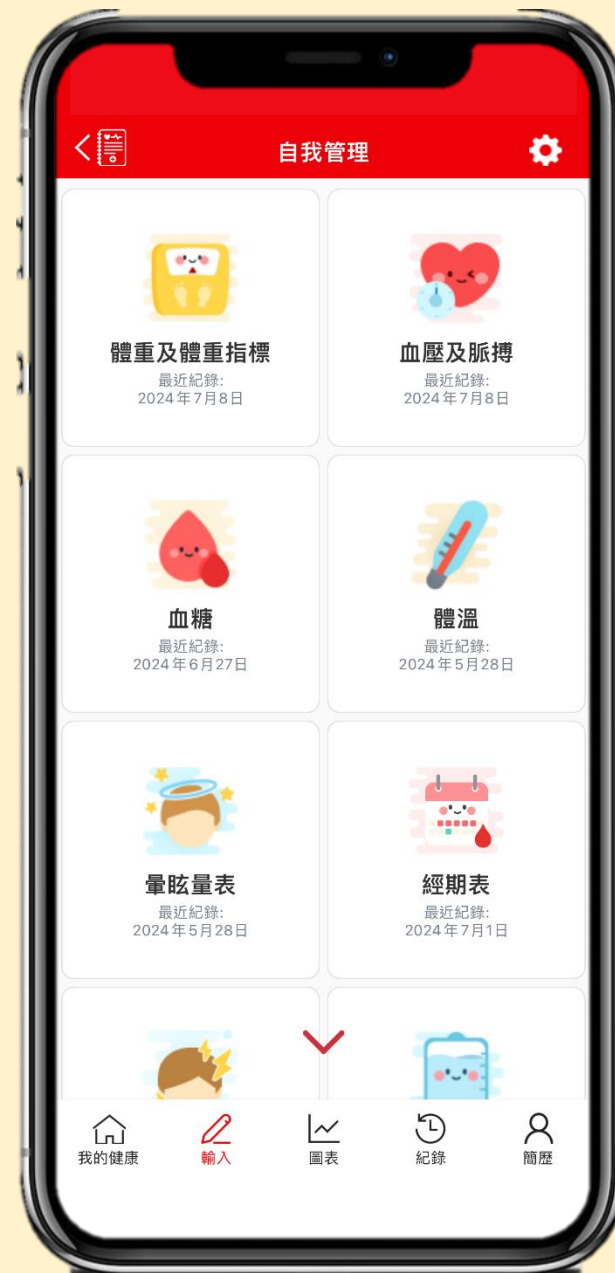 自我管理
體重及體重指標
最近紀錄:
2024年7月8日
血壓及脈搏
最近紀錄:
2024年7月8日
血糖
最近紀錄:
2024年6月27日
體溫
最近紀錄:
2024年5月28日
暈眩量表
最近紀錄:
2024年5月28日
經期表
最近紀錄:
2024年7月1日
我的健康
輸入
圖表
紀錄
簡歷